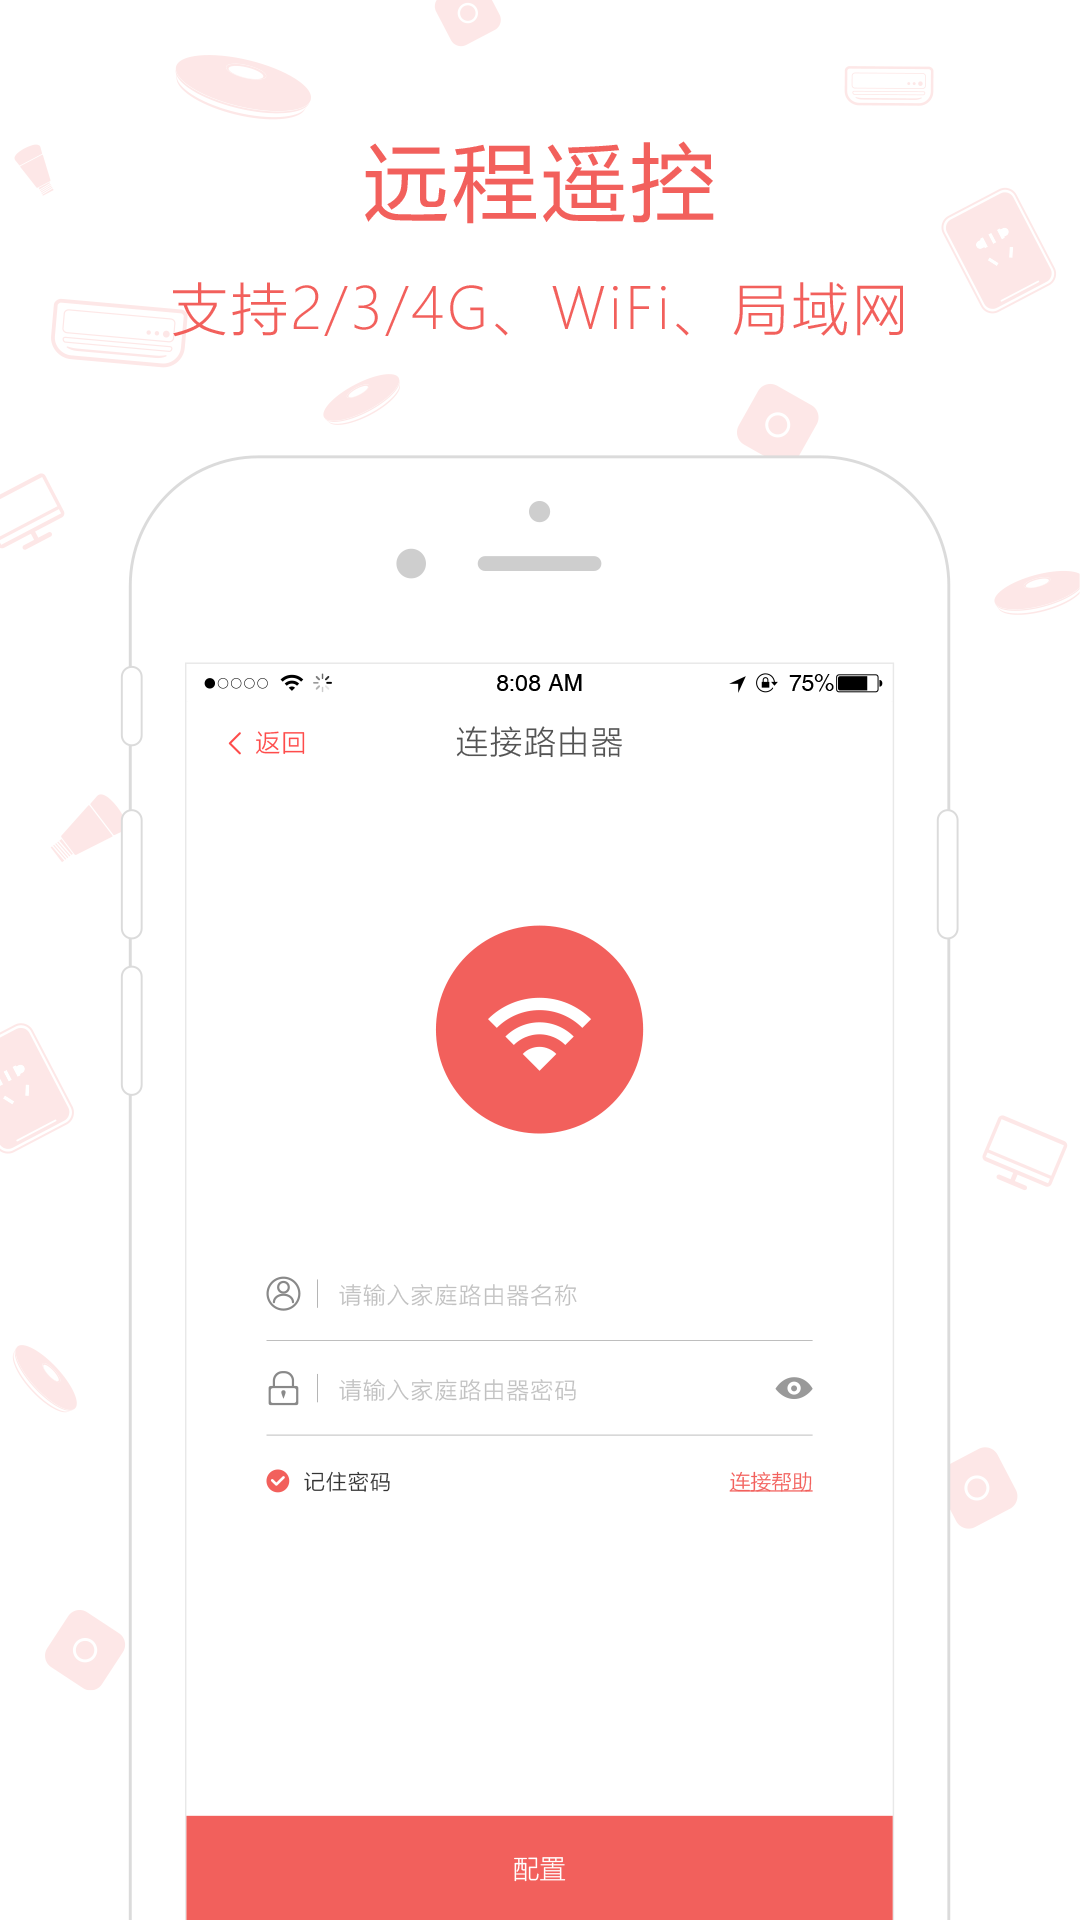 远程遥控
支持2/3/4G、WiFi、局域网
8:08 AM 75%
返回 连接路由器
请输入家庭路由器名称
请输入家庭路由器密码
记住密码 连接帮助
配置